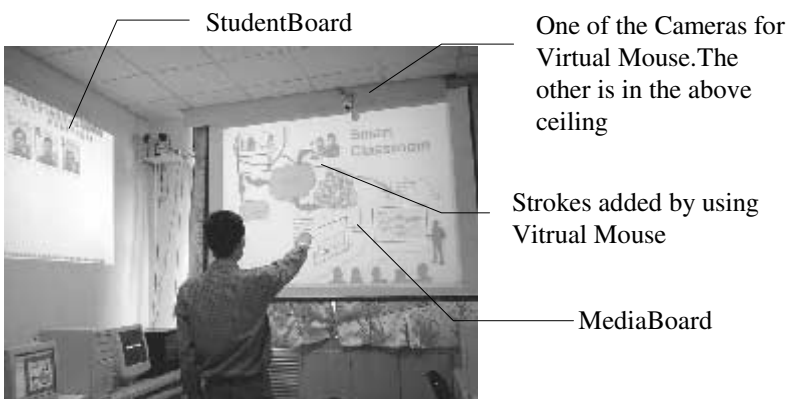 StudentBoard
One of the Cameras for
Virtual Mouse.The
other is in the above
ceiling
Smart
Classroom
Strokes added by using
Vitrual Mouse
MediaBoard